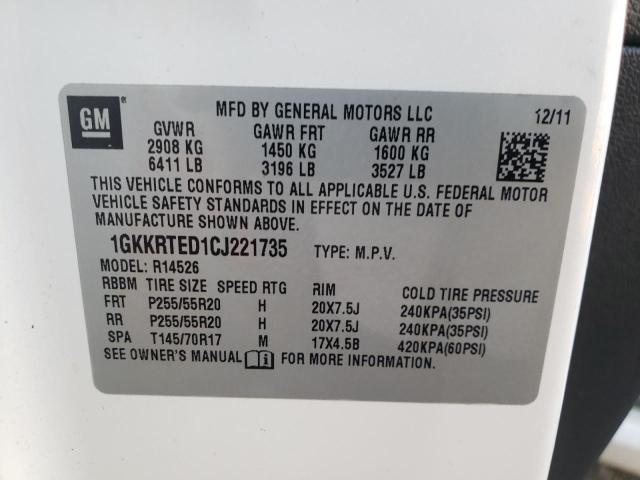 GM
MFD BY GENERAL MOTORS LLC 12/11
GVWR GAWR FRT GAWR RR
2908 KG 1450 KG 1600 KG
6411 LB 3196 LB 3527 LB
THIS VEHICLE CONFORMS TO ALL APPLICABLE U.S. FEDERAL MOTOR
VEHICLE SAFETY STANDARDS IN EFFECT ON THE DATE OF
MANUFACTURE SHOWN ABOVE.
1GKKRTED1CJ221735 TYPE: M.P.V.
MODEL: R14526
RBBM TIRE SIZE SPEED RTG RIM COLD TIRE PRESSURE
FRT P255/55R20 H 20X7.5J 240KPA(35PSI)
RR P255/55R20 H 20X7.5J 240KPA(35PSI)
SPA T145/70R17 M 17X4.5B 420KPA(60PSI)
SEE OWNER'S MANUAL FOR MORE INFORMATION.